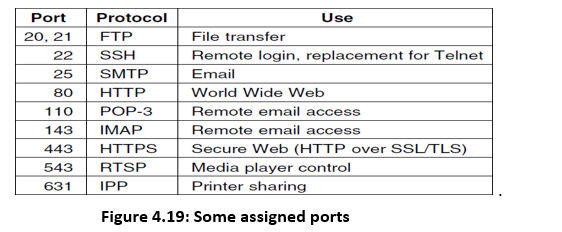 Port Protocol Use
20, 21 FTP File transfer
22 SSH Remote login, replacement for Telnet
25 SMTP Email
80 HTTP World Wide Web
110 POP-3 Remote email access
143 IMAP Remote email access
443 HTTPS Secure Web (HTTP over SSL/TLS)
543 RTSP Media player control
631 IPP Printer sharing
.
Figure 4.19: Some assigned ports